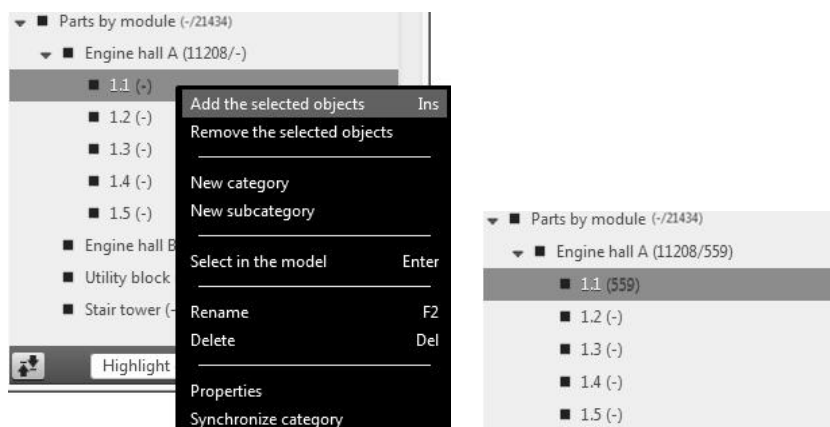 Parts by module (-/21434)
Engine hall A (11208/-)
1.1 (-)
1.2 (-)
1.3 (-)
1.4 (-)
1.5 (-)
Engine hall B
Utility block
Stair tower (-
Highlight
Add the selected objects Ins
Remove the selected objects
New category
New subcategory
Select in the model Enter
Rename F2
Delete Del
Properties
Synchronize category
Parts by module (-/21434)
Engine hall A (11208/559)
1.1 (559)
1.2 (-)
1.3 (-)
1.4 (-)
1.5 (-)